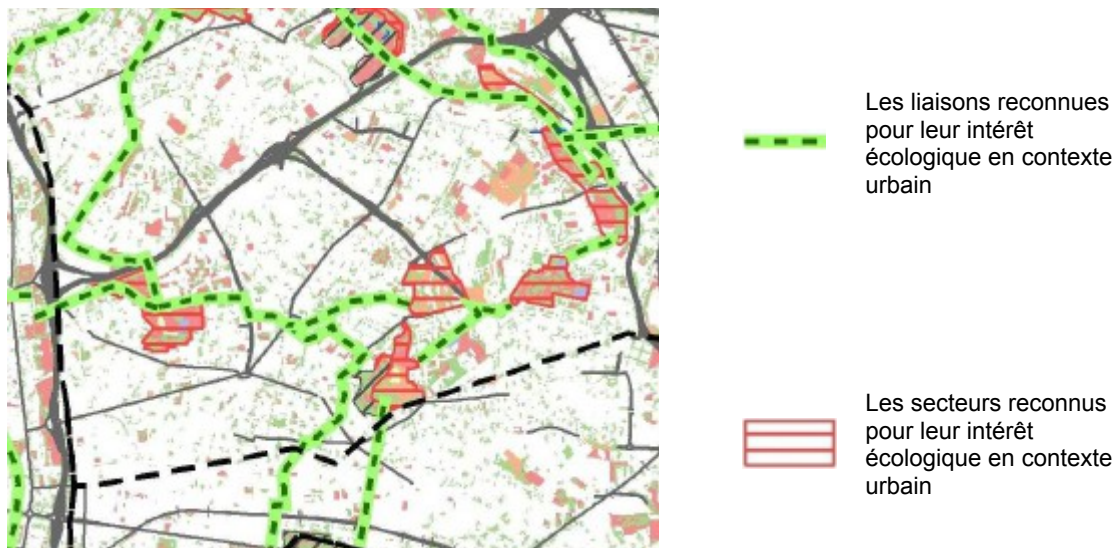 Les liaisons reconnues
pour leur intérêt
écologique en contexte
urbain
Les secteurs reconnus
pour leur intérêt
écologique en contexte
urbain